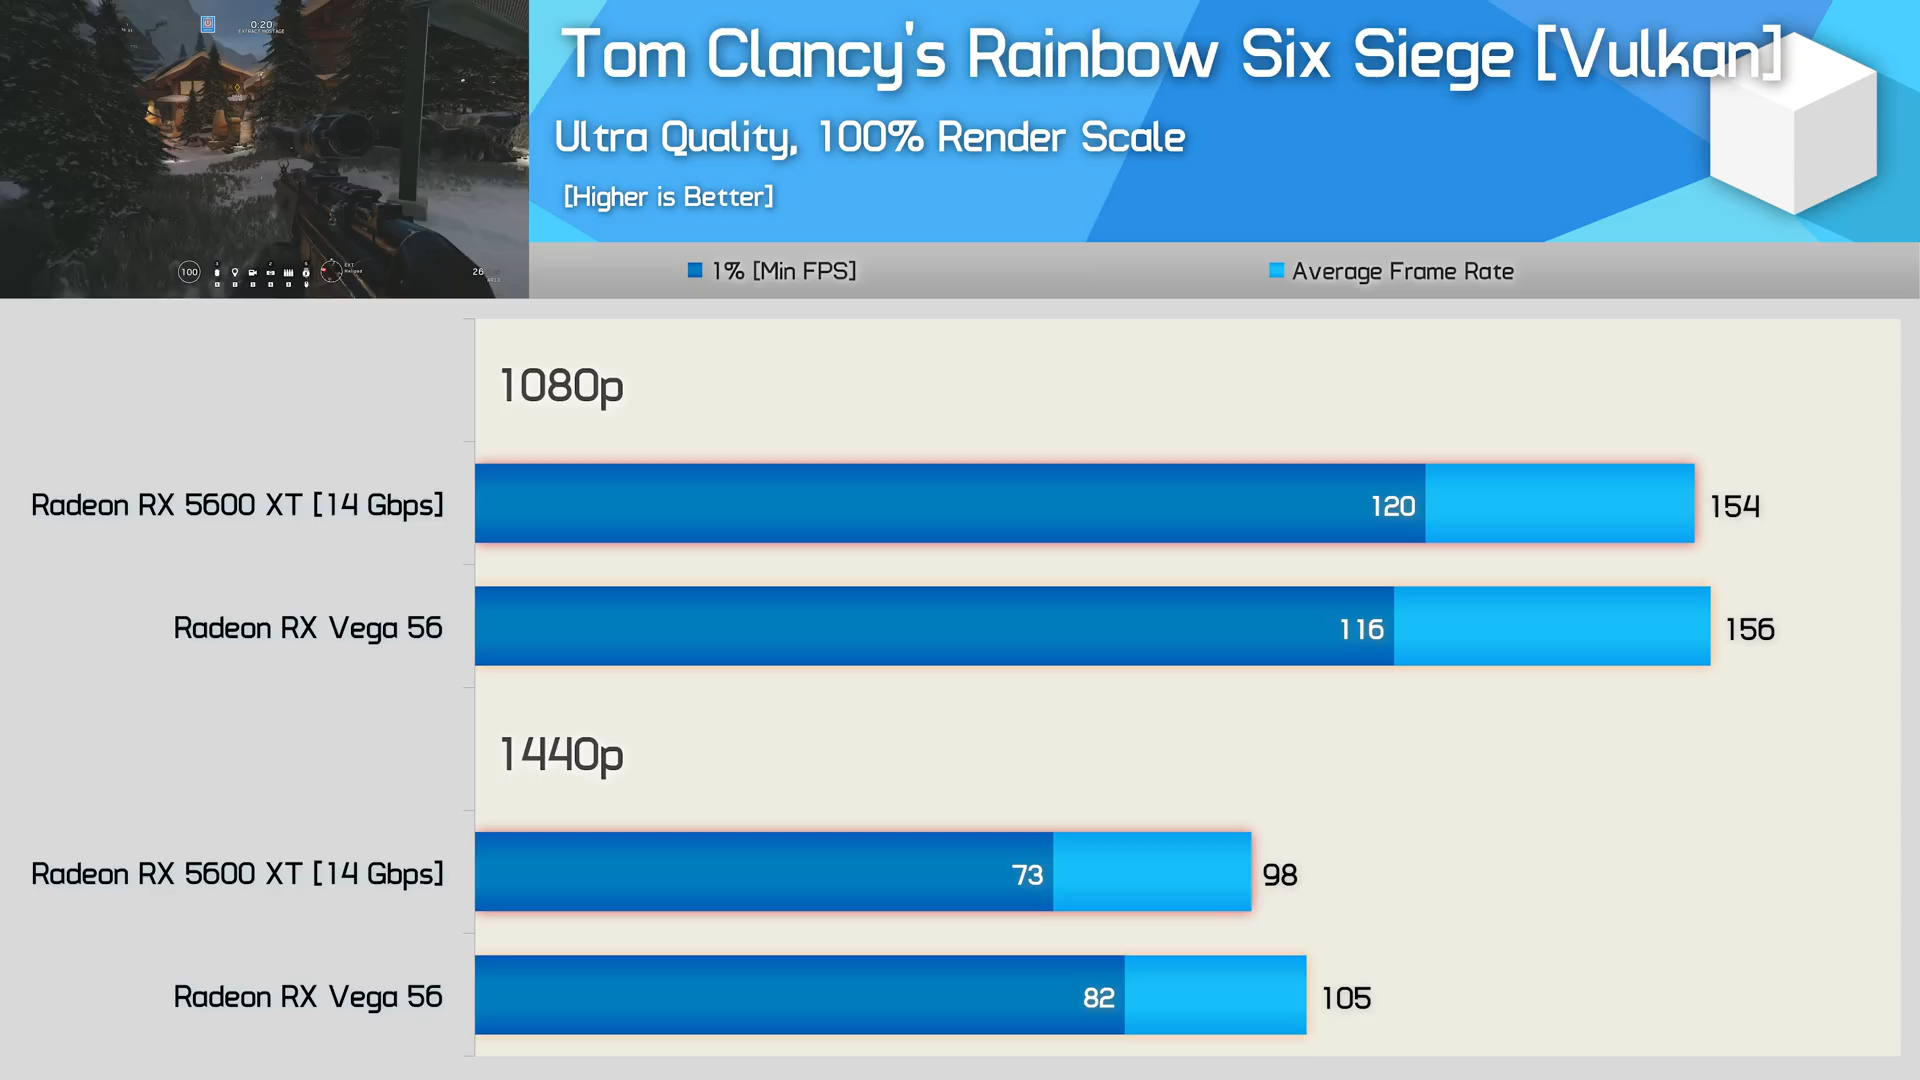 0:20
EXTRACT HOSTAGE
Tom Clancy's Rainbow Six Siege [Vulkan]
Ultra Quality, 100% Render Scale
[Higher is Better]
100
26
1% [Min FPS]
Average Frame Rate
1080p
Radeon RX 5600 XT [14 Gbps]
120
154
Radeon RX Vega 56
116
156
1440p
Radeon RX 5600 XT [14 Gbps]
73
98
Radeon RX Vega 56
82
105